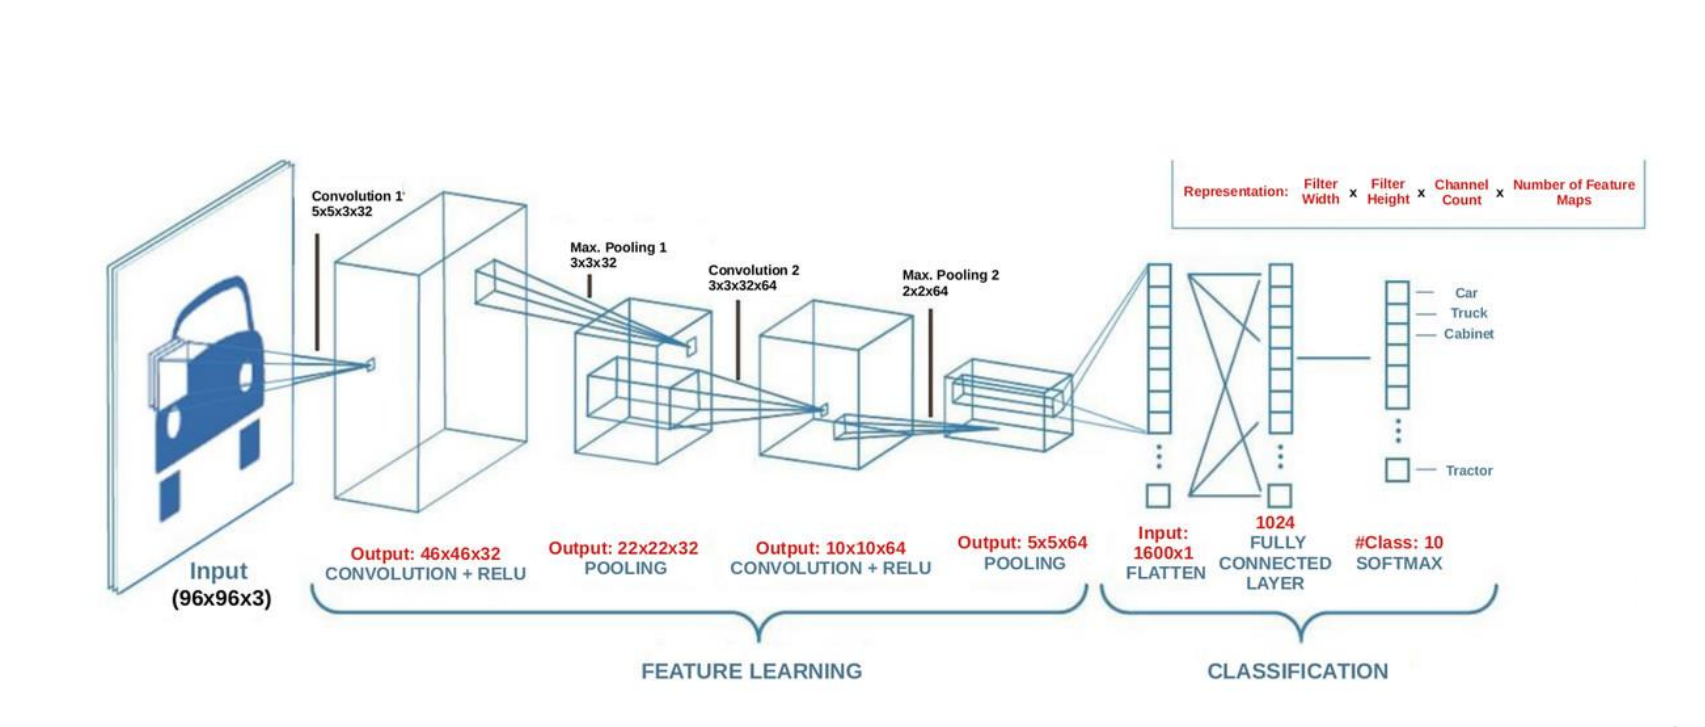 Representation: Filter Width x Filter Height x Channel Count x Number of Feature Maps
Convolution 1
5x5x3x32
Max. Pooling 1
3x3x32
Convolution 2
3x3x32x64
Max. Pooling 2
2x2x64
Car
Truck
Cabinet
Tractor
Input
(96x96x3)
Output: 46x46x32
CONVOLUTION + RELU
Output: 22x22x32
POOLING
Output: 10x10x64
CONVOLUTION + RELU
Output: 5x5x64
POOLING
Input:
1600x1
FLATTEN
1024
FULLY
CONNECTED
LAYER
#Class: 10
SOFTMAX
FEATURE LEARNING
CLASSIFICATION